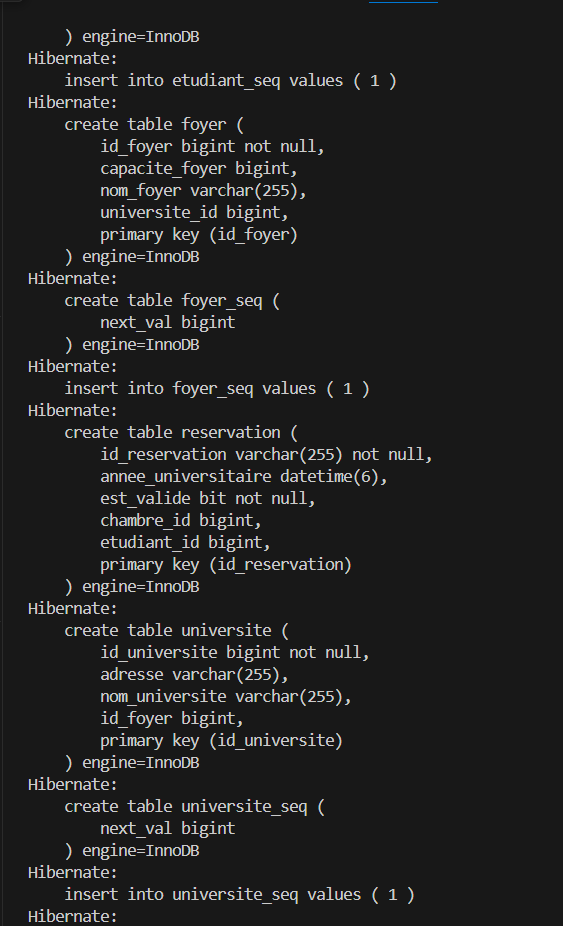 ) engine=InnoDB
Hibernate:
insert into etudiant_seq values ( 1 )
Hibernate:
create table foyer (
id_foyer bigint not null,
capacite_foyer bigint,
nom_foyer varchar(255),
universite_id bigint,
primary key (id_foyer)
) engine=InnoDB
Hibernate:
create table foyer_seq (
next_val bigint
) engine=InnoDB
Hibernate:
insert into foyer_seq values ( 1 )
Hibernate:
create table reservation (
id_reservation varchar(255) not null,
annee_universitaire datetime(6),
est_valide bit not null,
chambre_id bigint,
etudiant_id bigint,
primary key (id_reservation)
) engine=InnoDB
Hibernate:
create table universite (
id_universite bigint not null,
adresse varchar(255),
nom_universite varchar(255),
id_foyer bigint,
primary key (id_universite)
) engine=InnoDB
Hibernate:
create table universite_seq (
next_val bigint
) engine=InnoDB
Hibernate:
insert into universite_seq values ( 1 )
Hibernate: